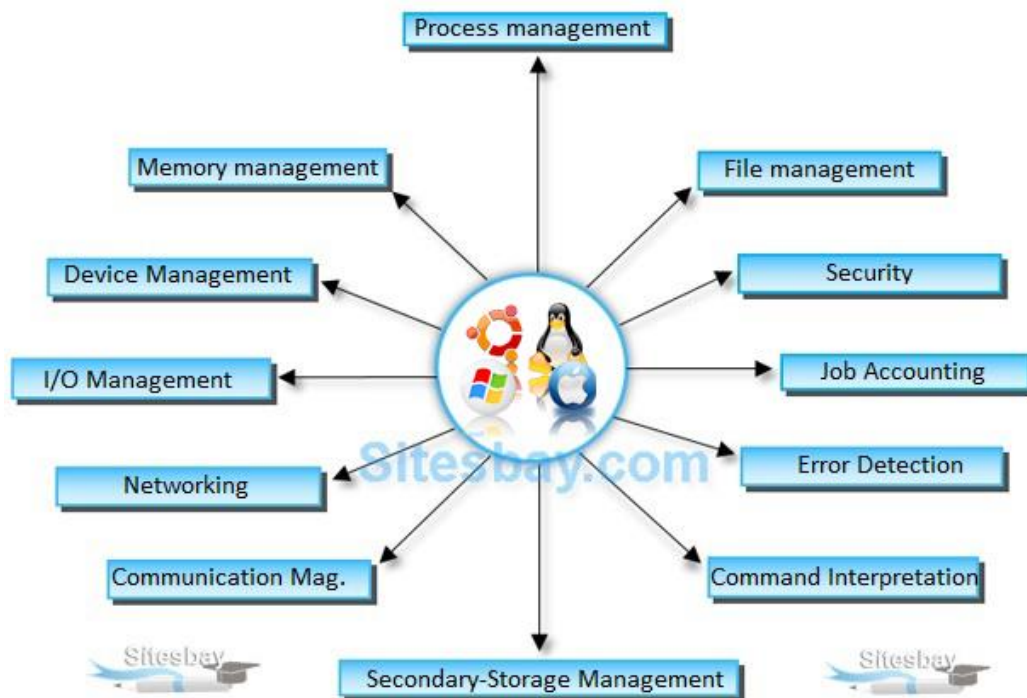 Process management
Memory management
File management
Device Management
Security
I/O Management
Job Accounting
Sitesbay.com
Networking
Error Detection
Communication Mag.
Command Interpretation
Sitesbay
Secondary-Storage Management
Sitesbay